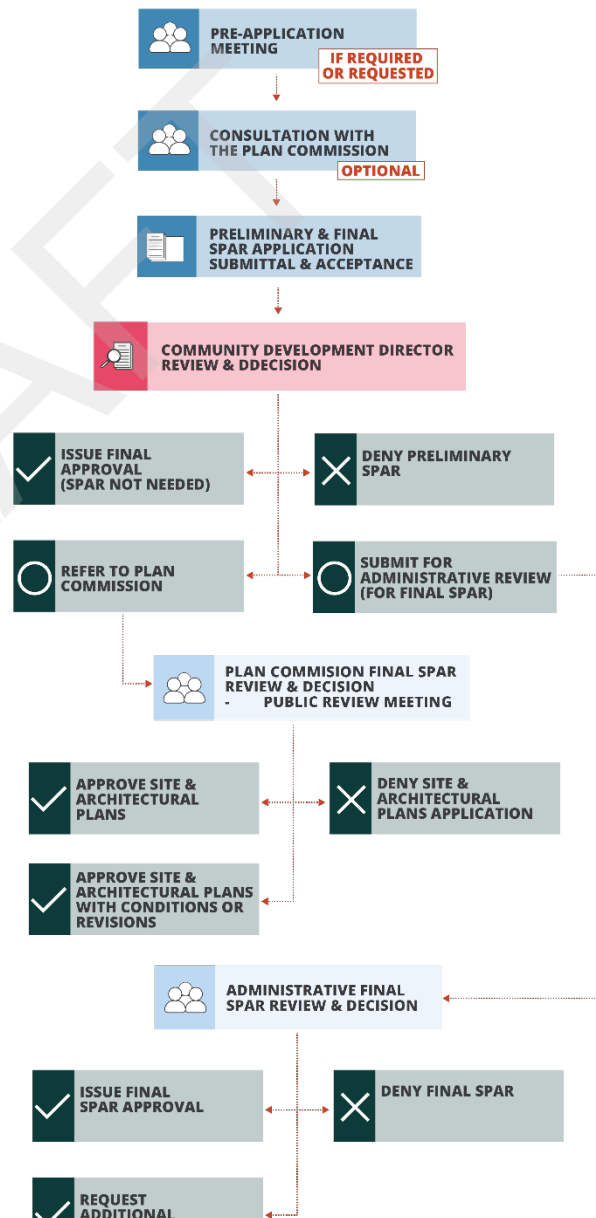 PRE-APPLICATION
MEETING
IF REQUIRED
OR REQUESTED
CONSULTATION WITH
THE PLAN COMMISSION
OPTIONAL
PRELIMINARY & FINAL
SPAR APPLICATION
SUBMITTAL & ACCEPTANCE
COMMUNITY DEVELOPMENT DIRECTOR
REVIEW & DDECISION
ISSUE FINAL
APPROVAL
(SPAR NOT NEEDED)
DENY PRELIMINARY
SPAR
REFER TO PLAN
COMMISSION
SUBMIT FOR
ADMINISTRATIVE REVIEW
(FOR FINAL SPAR)
PLAN COMMISION FINAL SPAR
REVIEW & DECISION
- PUBLIC REVIEW MEETING
APPROVE SITE &
ARCHITECTURAL
PLANS
DENY SITE &
ARCHITECTURAL
PLANS APPLICATION
APPROVE SITE &
ARCHITECTURAL PLANS
WITH CONDITIONS OR
REVISIONS
ADMINISTRATIVE FINAL
SPAR REVIEW & DECISION
ISSUE FINAL
SPAR APPROVAL
DENY FINAL SPAR
REQUEST
ADDITIONAL